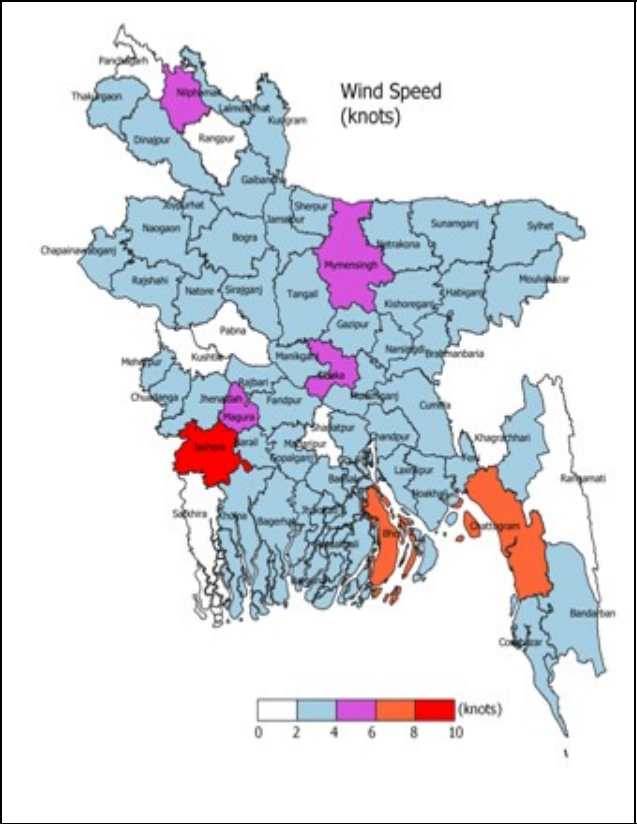 Panchagarh
Thakurgaon
Nilphamari
Lalmonirhat
Kurigram
Dinajpur
Rangpur
Wind Speed
(knots)
Gaibandha
Joypurhat
Sherpur
Jamalpur
Naogaon
Bogra
Netrakona
Sunamganj
Sylhet
Chapainawabganj
Mymensingh
Rajshahi
Natore
Sirajganj
Tangail
Kishoreganj
Habiganj
Moulvibazar
Pabna
Gazipur
Kushtia
Manikganj
Narsingdi
Brahmanbaria
Meherpur
Dhaka
Chuadanga
Jhenaidah
Rajbari
Faridpur
Munshiganj
Cumilla
Magura
Shariatpur
Chandpur
Khagrachhari
Jashore
Narail
Madaripur
Gopalganj
Feni
Laxmipur
Rangamati
Barisal
Noakhali
Satkhira
Khulna
Bagerhat
Chattogram
Bandarban
(knots)
0 2 4 6 8 10